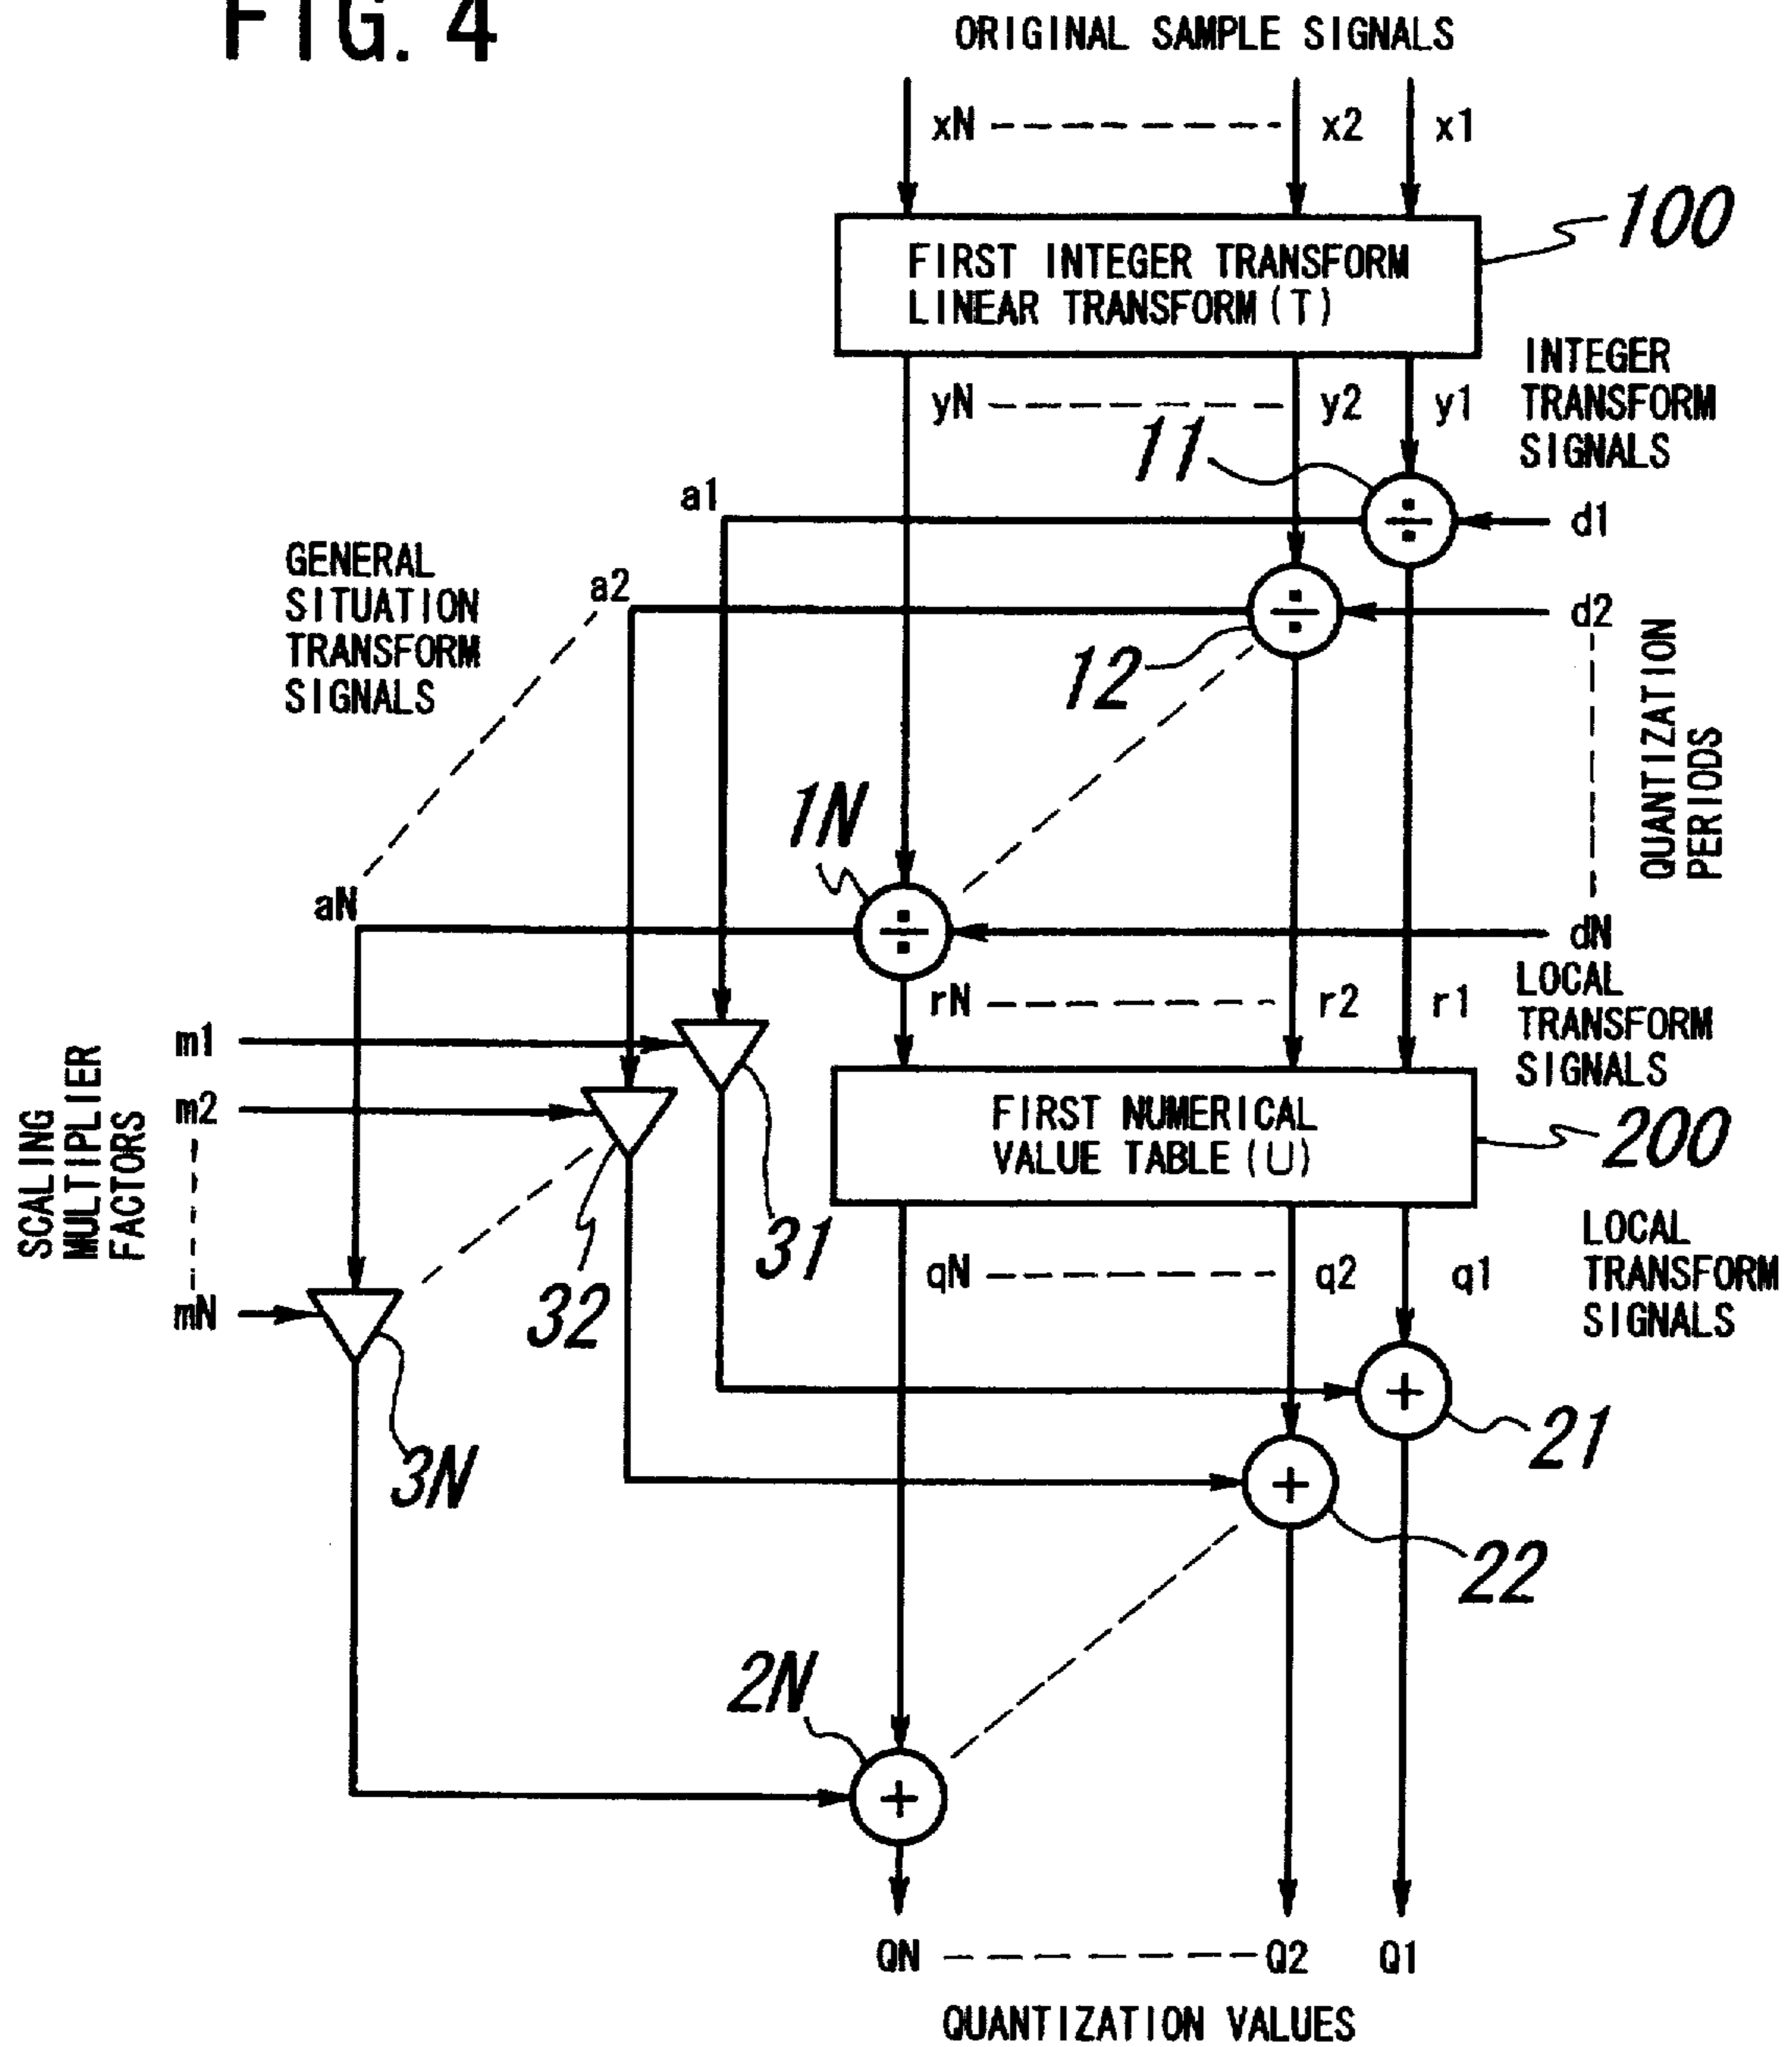 FIG. 4
ORIGINAL SAMPLE SIGNALS
xN x2 x1
100
FIRST INTEGER TRANSFORM
LINEAR TRANSFORM (T)
INTEGER
TRANSFORM
SIGNALS
yN y2 y1
11
a1
d1
GENERAL
SITUATION
TRANSFORM
SIGNALS
a2
d2
12
QUANTIZATION
PERIODS
1N
aN
dN
rN r2 r1
LOCAL
TRANSFORM
SIGNALS
m1
m2
mN
SCALING
MULTIPLIER
FACTORS
FIRST NUMERICAL
VALUE TABLE (U)
200
31
32
3N
qN q2 q1
LOCAL
TRANSFORM
SIGNALS
21
22
2N
QN Q2 Q1
QUANTIZATION VALUES